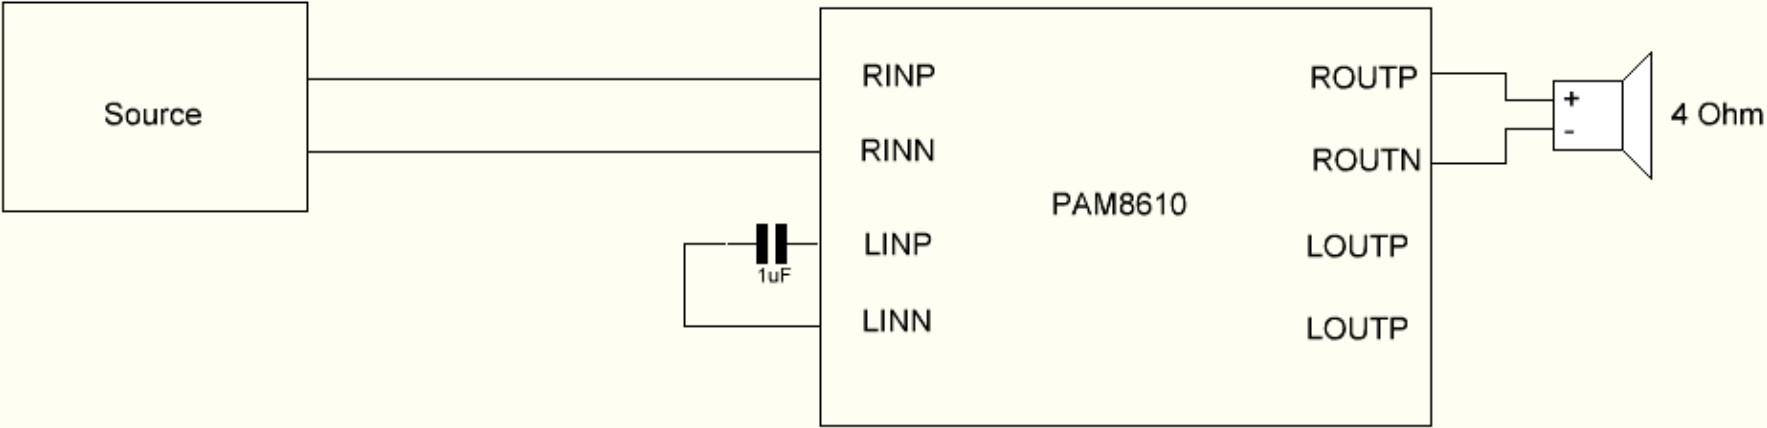 Source
RINP
RINN
LINP
LINN
1uF
PAM8610
ROUTP
ROUTN
LOUTP
LOUTP
+
-
4 Ohm